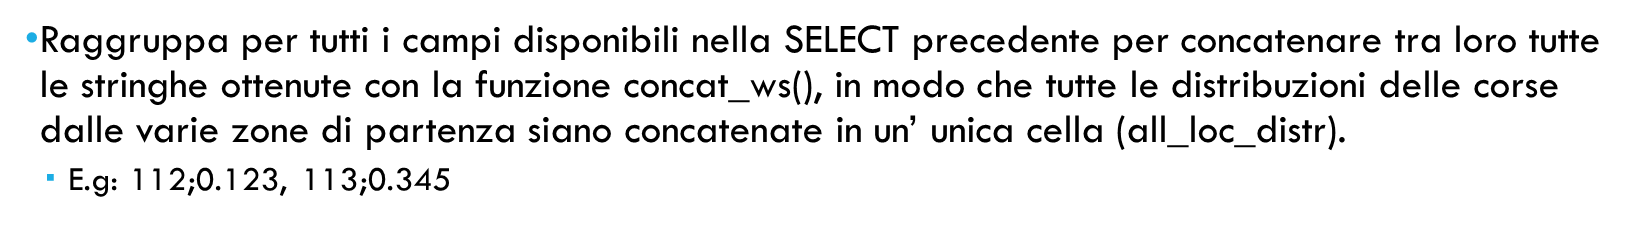 •Raggruppa per tutti i campi disponibili nella SELECT precedente per concatenare tra loro tutte
le stringhe ottenute con la funzione concat_ws(), in modo che tutte le distribuzioni delle corse
dalle varie zone di partenza siano concatenate in un’ unica cella (all_loc_distr).
▪ E.g: 112;0.123, 113;0.345